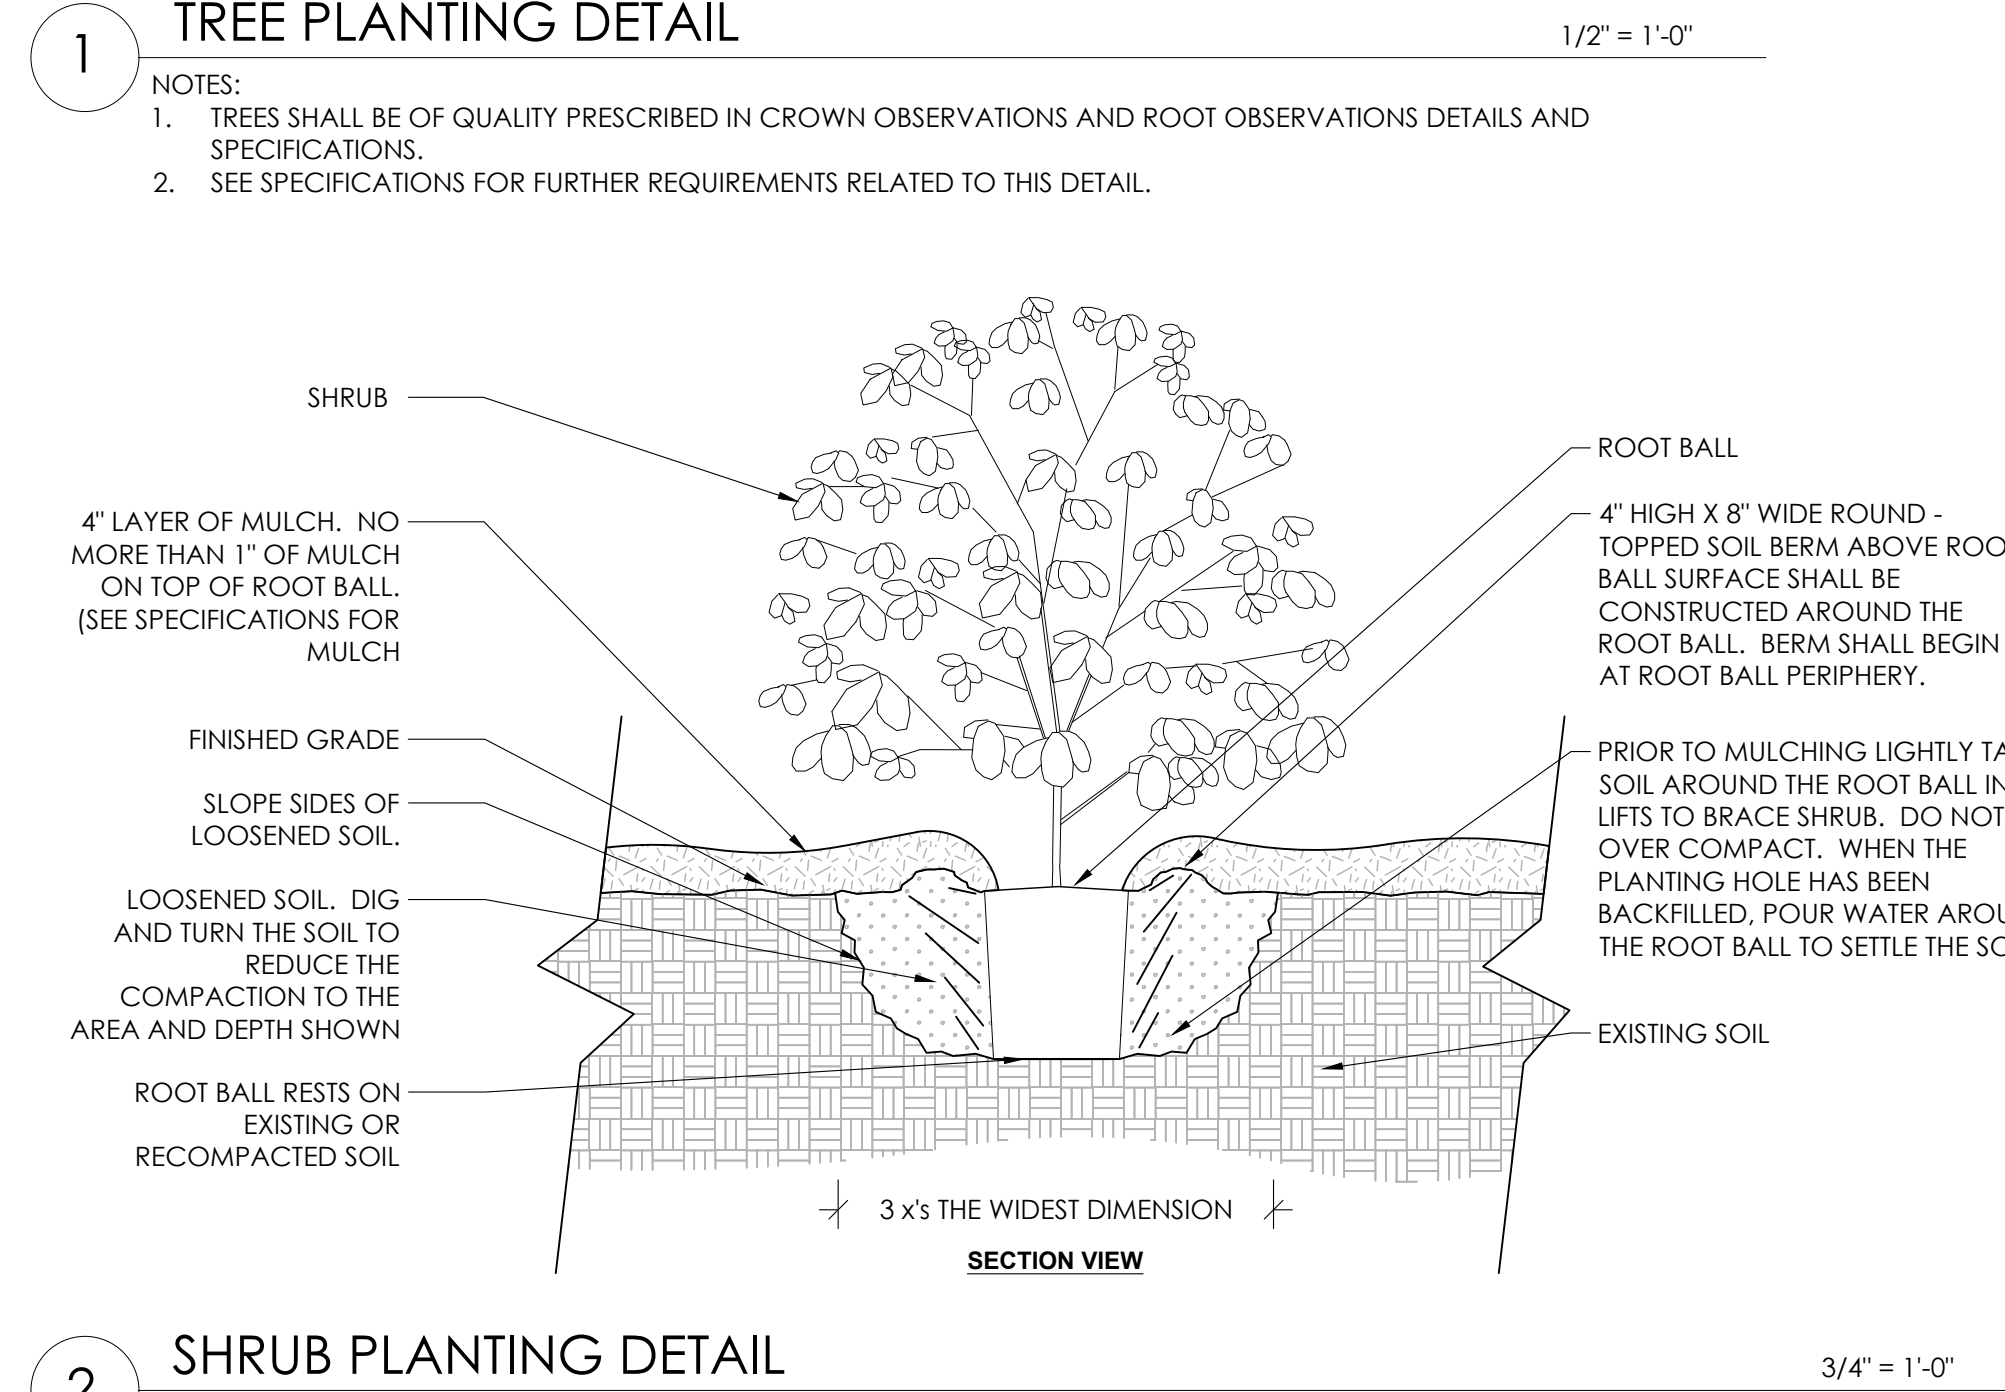 1
TREE PLANTING DETAIL
1/2" = 1'-0"
NOTES:
1. TREES SHALL BE OF QUALITY PRESCRIBED IN CROWN OBSERVATIONS AND ROOT OBSERVATIONS DETAILS AND
SPECIFICATIONS.
2. SEE SPECIFICATIONS FOR FURTHER REQUIREMENTS RELATED TO THIS DETAIL.
SHRUB
4" LAYER OF MULCH. NO
MORE THAN 1" OF MULCH
ON TOP OF ROOT BALL.
(SEE SPECIFICATIONS FOR
MULCH
FINISHED GRADE
SLOPE SIDES OF
LOOSENED SOIL.
LOOSENED SOIL. DIG
AND TURN THE SOIL TO
REDUCE THE
COMPACTION TO THE
AREA AND DEPTH SHOWN
ROOT BALL RESTS ON
EXISTING OR
RECOMPACTED SOIL
ROOT BALL
4" HIGH X 8" WIDE ROUND -
TOPPED SOIL BERM ABOVE
BALL SURFACE SHALL BE
CONSTRUCTED AROUND THE
ROOT BALL. BERM SHALL BEGIN
AT ROOT BALL PERIPHERY.
PRIOR TO MULCHING LIGHTLY
SOIL AROUND THE ROOT BALL IN
LIFTS TO BRACE SHRUB. DO NOT
OVER COMPACT. WHEN THE
PLANTING HOLE HAS BEEN
BACKFILLED, POUR WATER
THE ROOT BALL TO SETTLE THE
EXISTING SOIL
3 x's THE WIDEST DIMENSION
SECTION VIEW
2
SHRUB PLANTING DETAIL
3/4" = 1'-0"